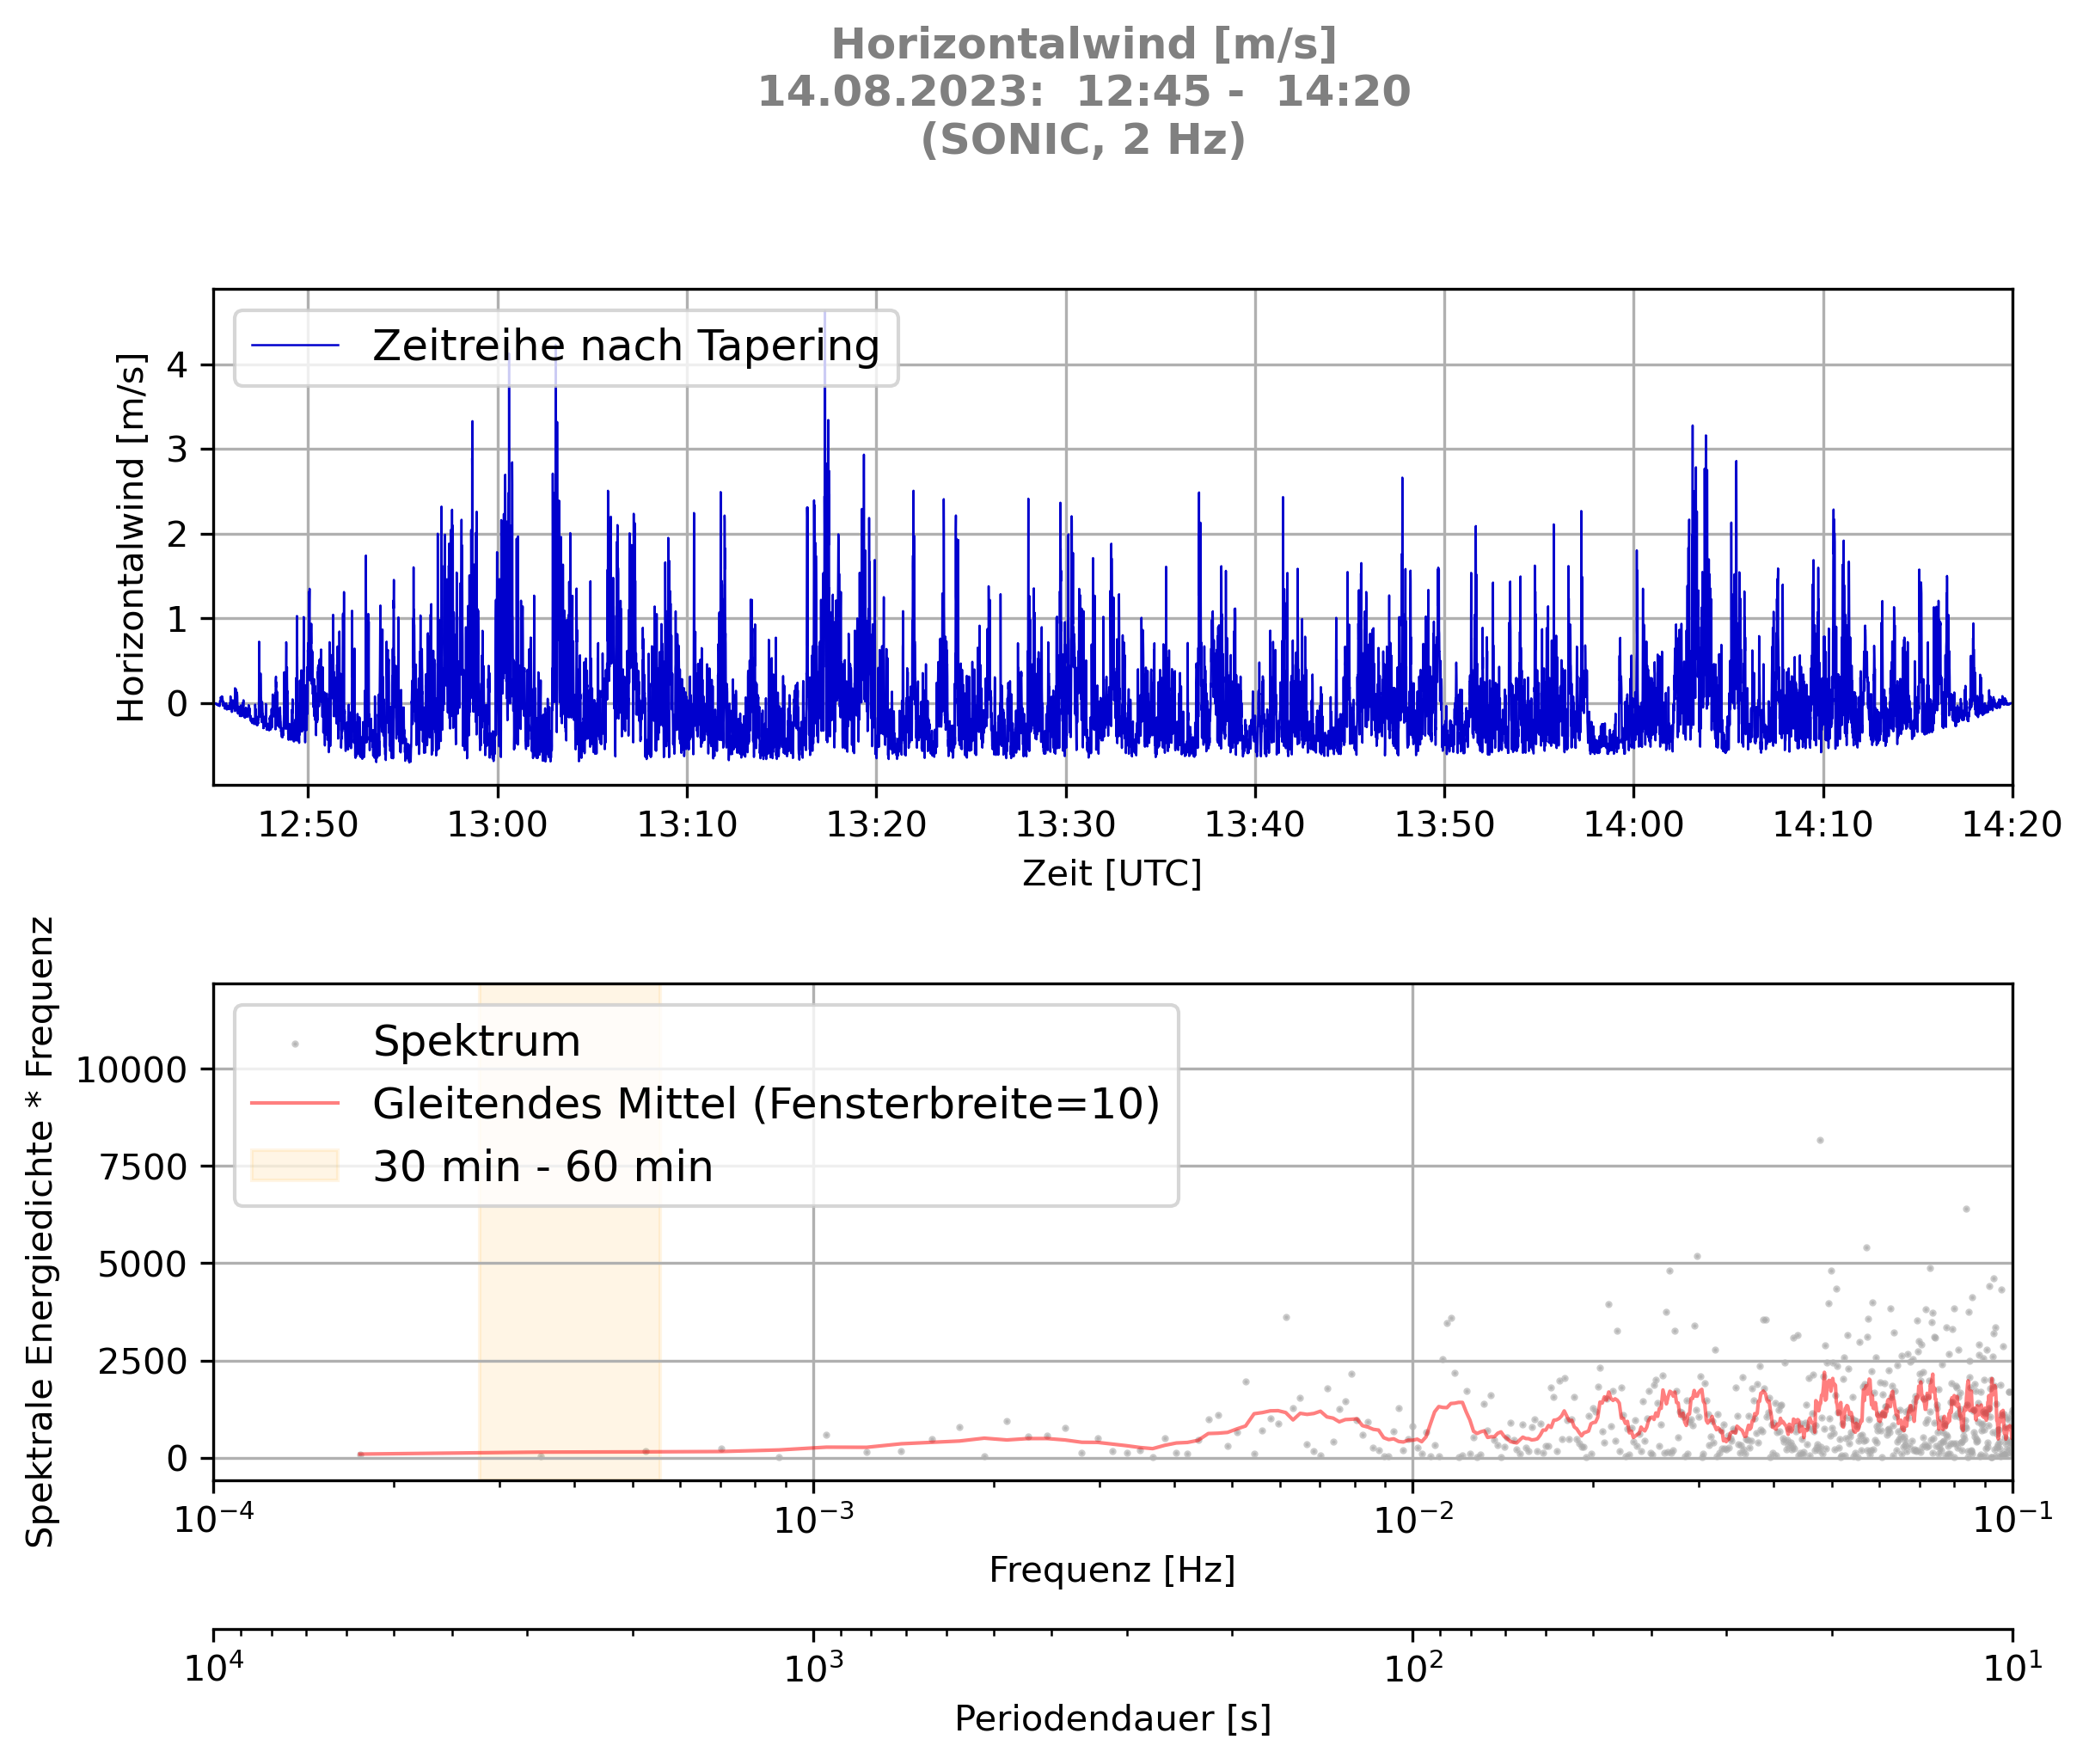 Horizontalwind [m/s]
14.08.2023:  12:45 -  14:20
(SONIC, 2 Hz)
Zeitreihe nach Tapering
Horizontalwind [m/s]
4
3
2
1
0
12:50 13:00 13:10 13:20 13:30 13:40 13:50 14:00 14:10 14:20
Zeit [UTC]
Spektrum
Gleitendes Mittel (Fensterbreite=10)
30 min - 60 min
Spektrale Energiedichte * Frequenz
10000
7500
5000
2500
0
10⁻⁴ 10⁻³ 10⁻² 10⁻¹
Frequenz [Hz]
10⁴ 10³ 10² 10¹
Periodendauer [s]